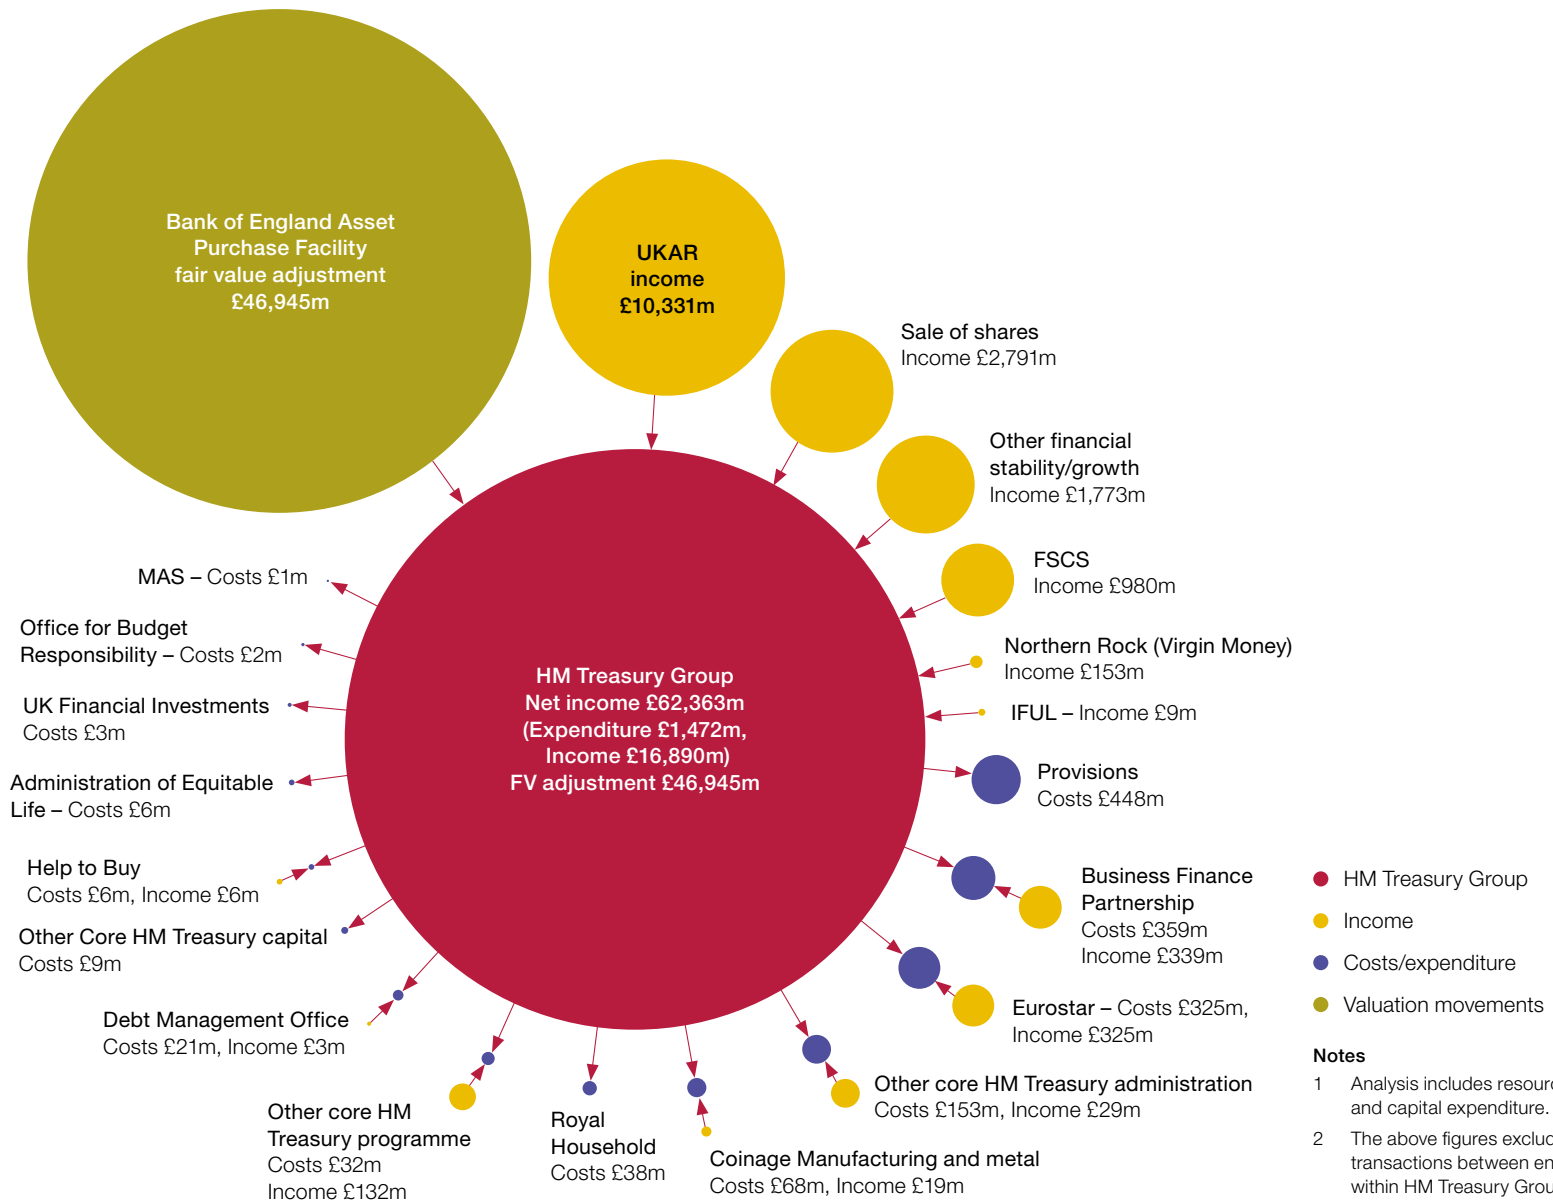 Bank of England Asset
Purchase Facility
fair value adjustment
£46,945m
UKAR
income
£10,331m
Sale of shares
Income £2,791m
Other financial
stability/growth
Income £1,773m
FSCS
Income £980m
Northern Rock (Virgin Money)
Income £153m
IFUL – Income £9m
Provisions
Costs £448m
Business Finance
Partnership
Costs £359m
Income £339m
Eurostar – Costs £325m,
Income £325m
Other core HM Treasury administration
Costs £153m, Income £29m
Coinage Manufacturing and metal
Costs £68m, Income £19m
Royal
Household
Costs £38m
Other core HM
Treasury programme
Costs £32m
Income £132m
Debt Management Office
Costs £21m, Income £3m
Other Core HM Treasury capital
Costs £9m
Help to Buy
Costs £6m, Income £6m
Administration of Equitable
Life – Costs £6m
UK Financial Investments
Costs £3m
Office for Budget
Responsibility – Costs £2m
MAS – Costs £1m
HM Treasury Group
Net income £62,363m
(Expenditure £1,472m,
Income £16,890m)
FV adjustment £46,945m
HM Treasury Group
Income
Costs/expenditure
Valuation movements
Notes
1 Analysis includes resourc
and capital expenditure.
2 The above figures exclud
transactions between en
within HM Treasury Grou